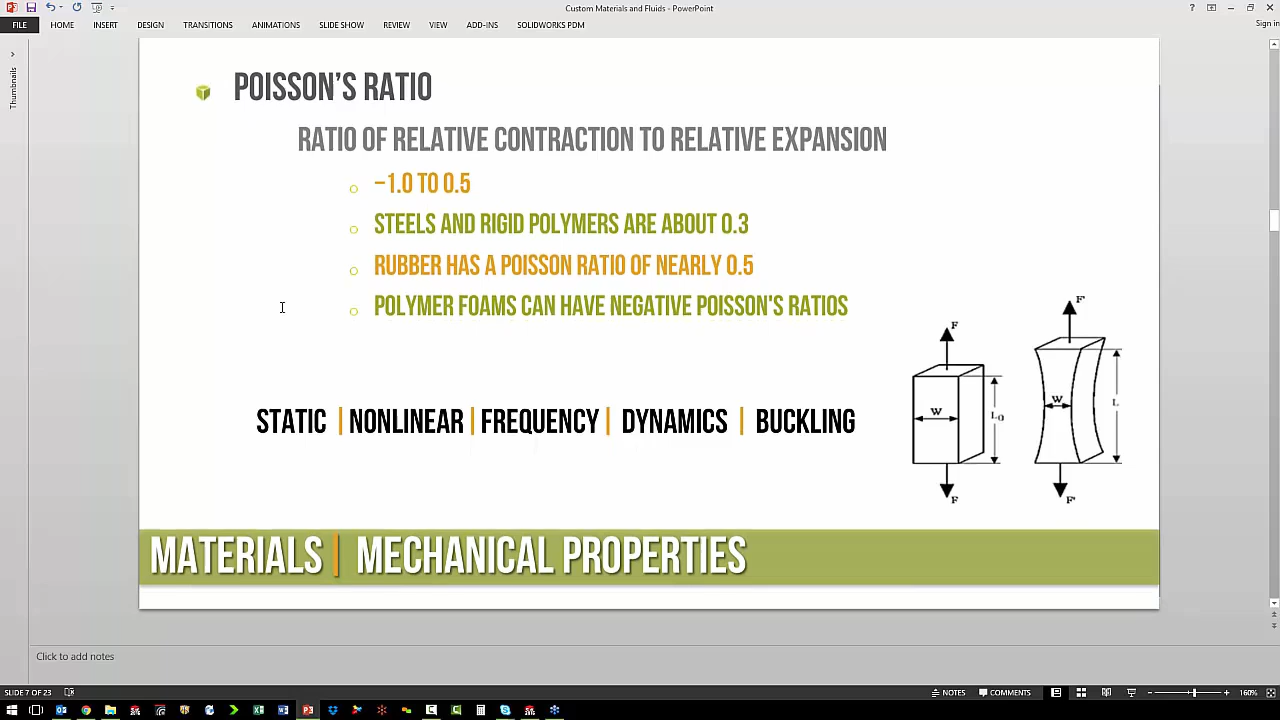 Custom Materials and Fluids - PowerPoint
FILE HOME INSERT DESIGN TRANSITIONS ANIMATIONS SLIDE SHOW REVIEW VIEW ADD-INS SOLIDWORKS PDM
Sign in
Thumbnails
POISSON'S RATIO
RATIO OF RELATIVE CONTRACTION TO RELATIVE EXPANSION
−1.0 TO 0.5
STEELS AND RIGID POLYMERS ARE ABOUT 0.3
RUBBER HAS A POISSON RATIO OF NEARLY 0.5
POLYMER FOAMS CAN HAVE NEGATIVE POISSON'S RATIOS
F
F'
W
L0
W
L
F
F'
STATIC | NONLINEAR | FREQUENCY | DYNAMICS | BUCKLING
MATERIALS | MECHANICAL PROPERTIES
Click to add notes
SLIDE 7 OF 23
NOTES COMMENTS 160%